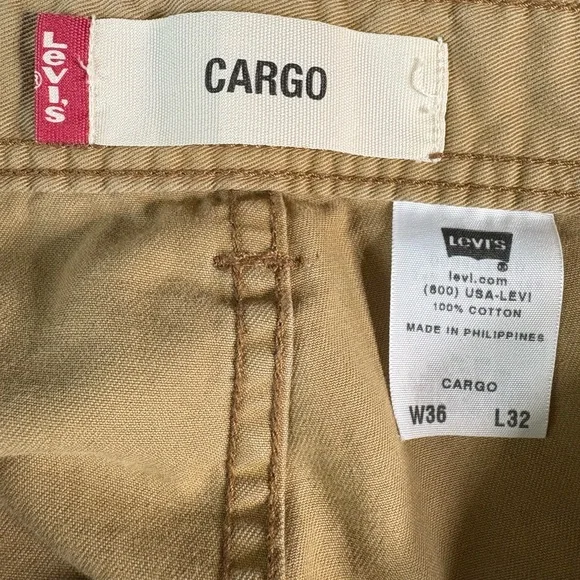 Levi's®
CARGO
Levi's
®
levi.com
(800) USA-LEVI
100% COTTON
MADE IN PHILIPPINES
CARGO
W36 L32